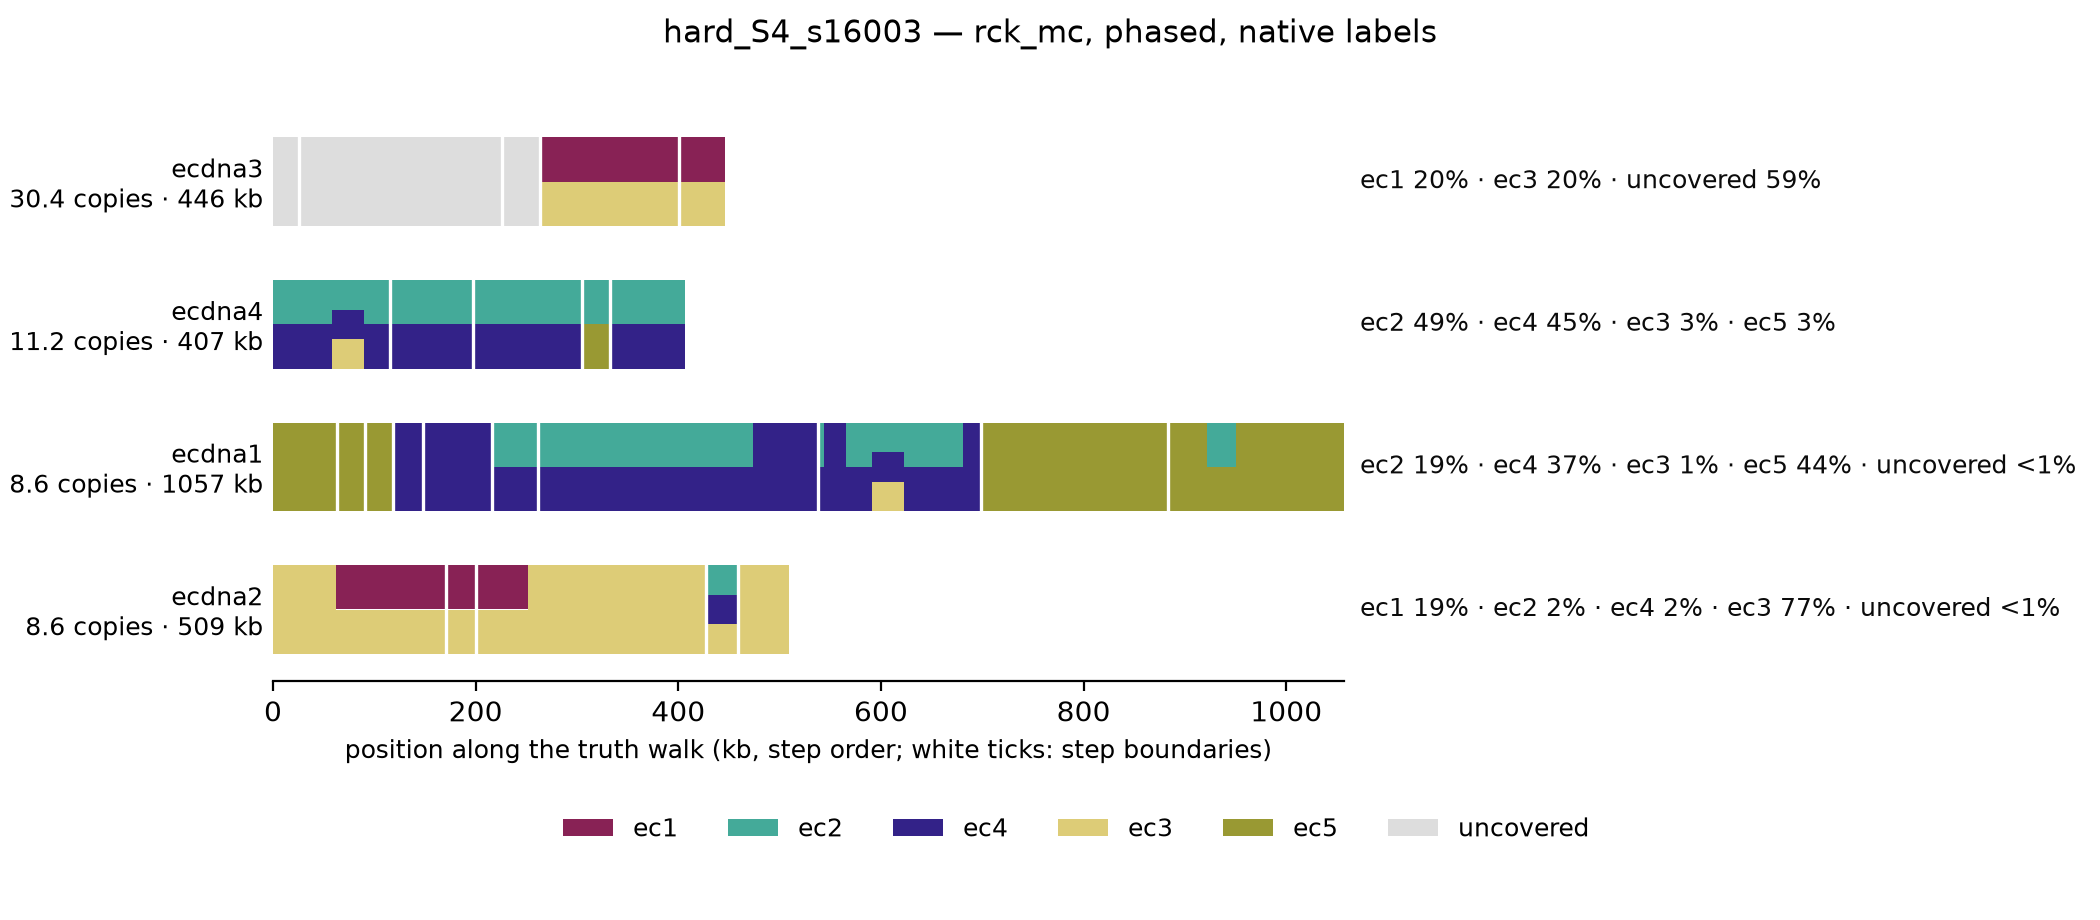 hard_S4_s16003 — rck_mc, phased, native labels
ecdna3
30.4 copies · 446 kb
ec1 20% · ec3 20% · uncovered 59%
ecdna4
11.2 copies · 407 kb
ec2 49% · ec4 45% · ec3 3% · ec5 3%
ecdna1
8.6 copies · 1057 kb
ec2 19% · ec4 37% · ec3 1% · ec5 44% · uncovered <1%
ecdna2
8.6 copies · 509 kb
ec1 19% · ec2 2% · ec4 2% · ec3 77% · uncovered <1%
0 200 400 600 800 1000
position along the truth walk (kb, step order; white ticks: step boundaries)
ec1 ec2 ec4 ec3 ec5 uncovered